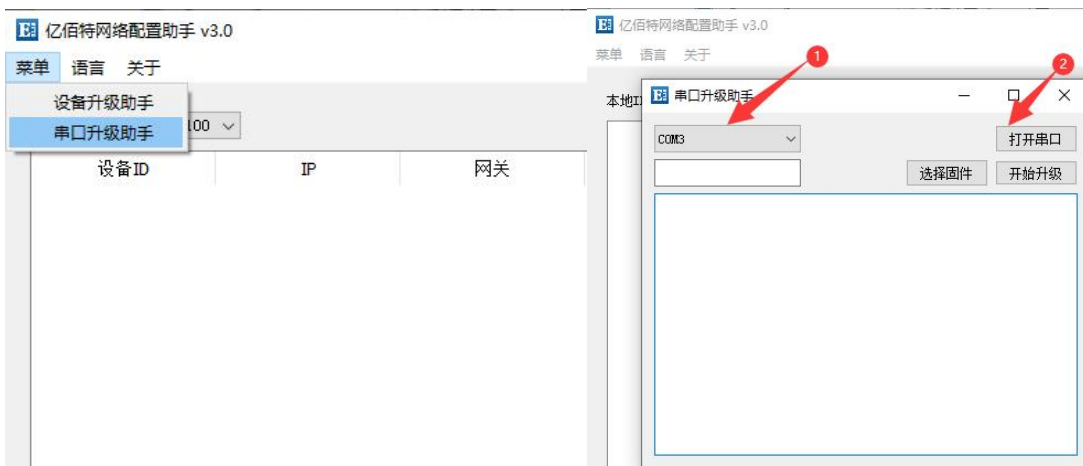 亿佰特网络配置助手 v3.0
菜单 语言 关于
设备升级助手
串口升级助手
100
设备ID IP 网关
亿佰特网络配置助手 v3.0
菜单 语言 关于
1
2
本地I
串口升级助手
COM3
打开串口
选择固件 开始升级